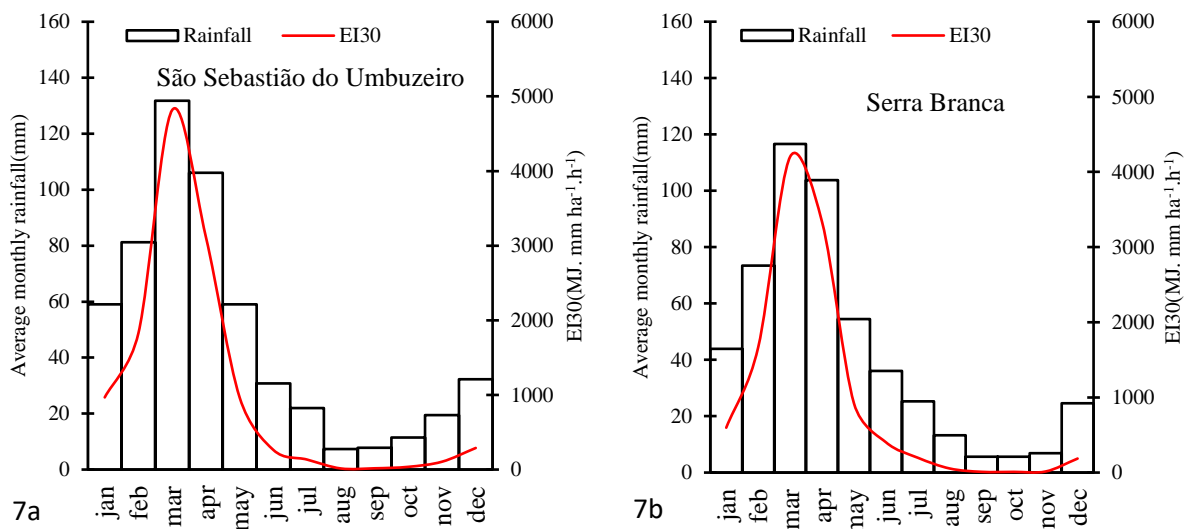 Rainfall EI30
São Sebastião do Umbuzeiro
Average monthly rainfall(mm)
160
140
120
100
80
60
40
20
0
6000
5000
4000
3000
2000
1000
0
EI30(MJ. mm ha⁻¹.h⁻¹)
jan feb mar apr may jun jul aug sep oct nov dec
7a
Rainfall EI30
Serra Branca
Average monthly rainfall(mm)
160
140
120
100
80
60
40
20
0
6000
5000
4000
3000
2000
1000
0
EI30(MJ. mm ha⁻¹.h⁻¹)
jan feb mar apr may jun jul aug sep oct nov dec
7b